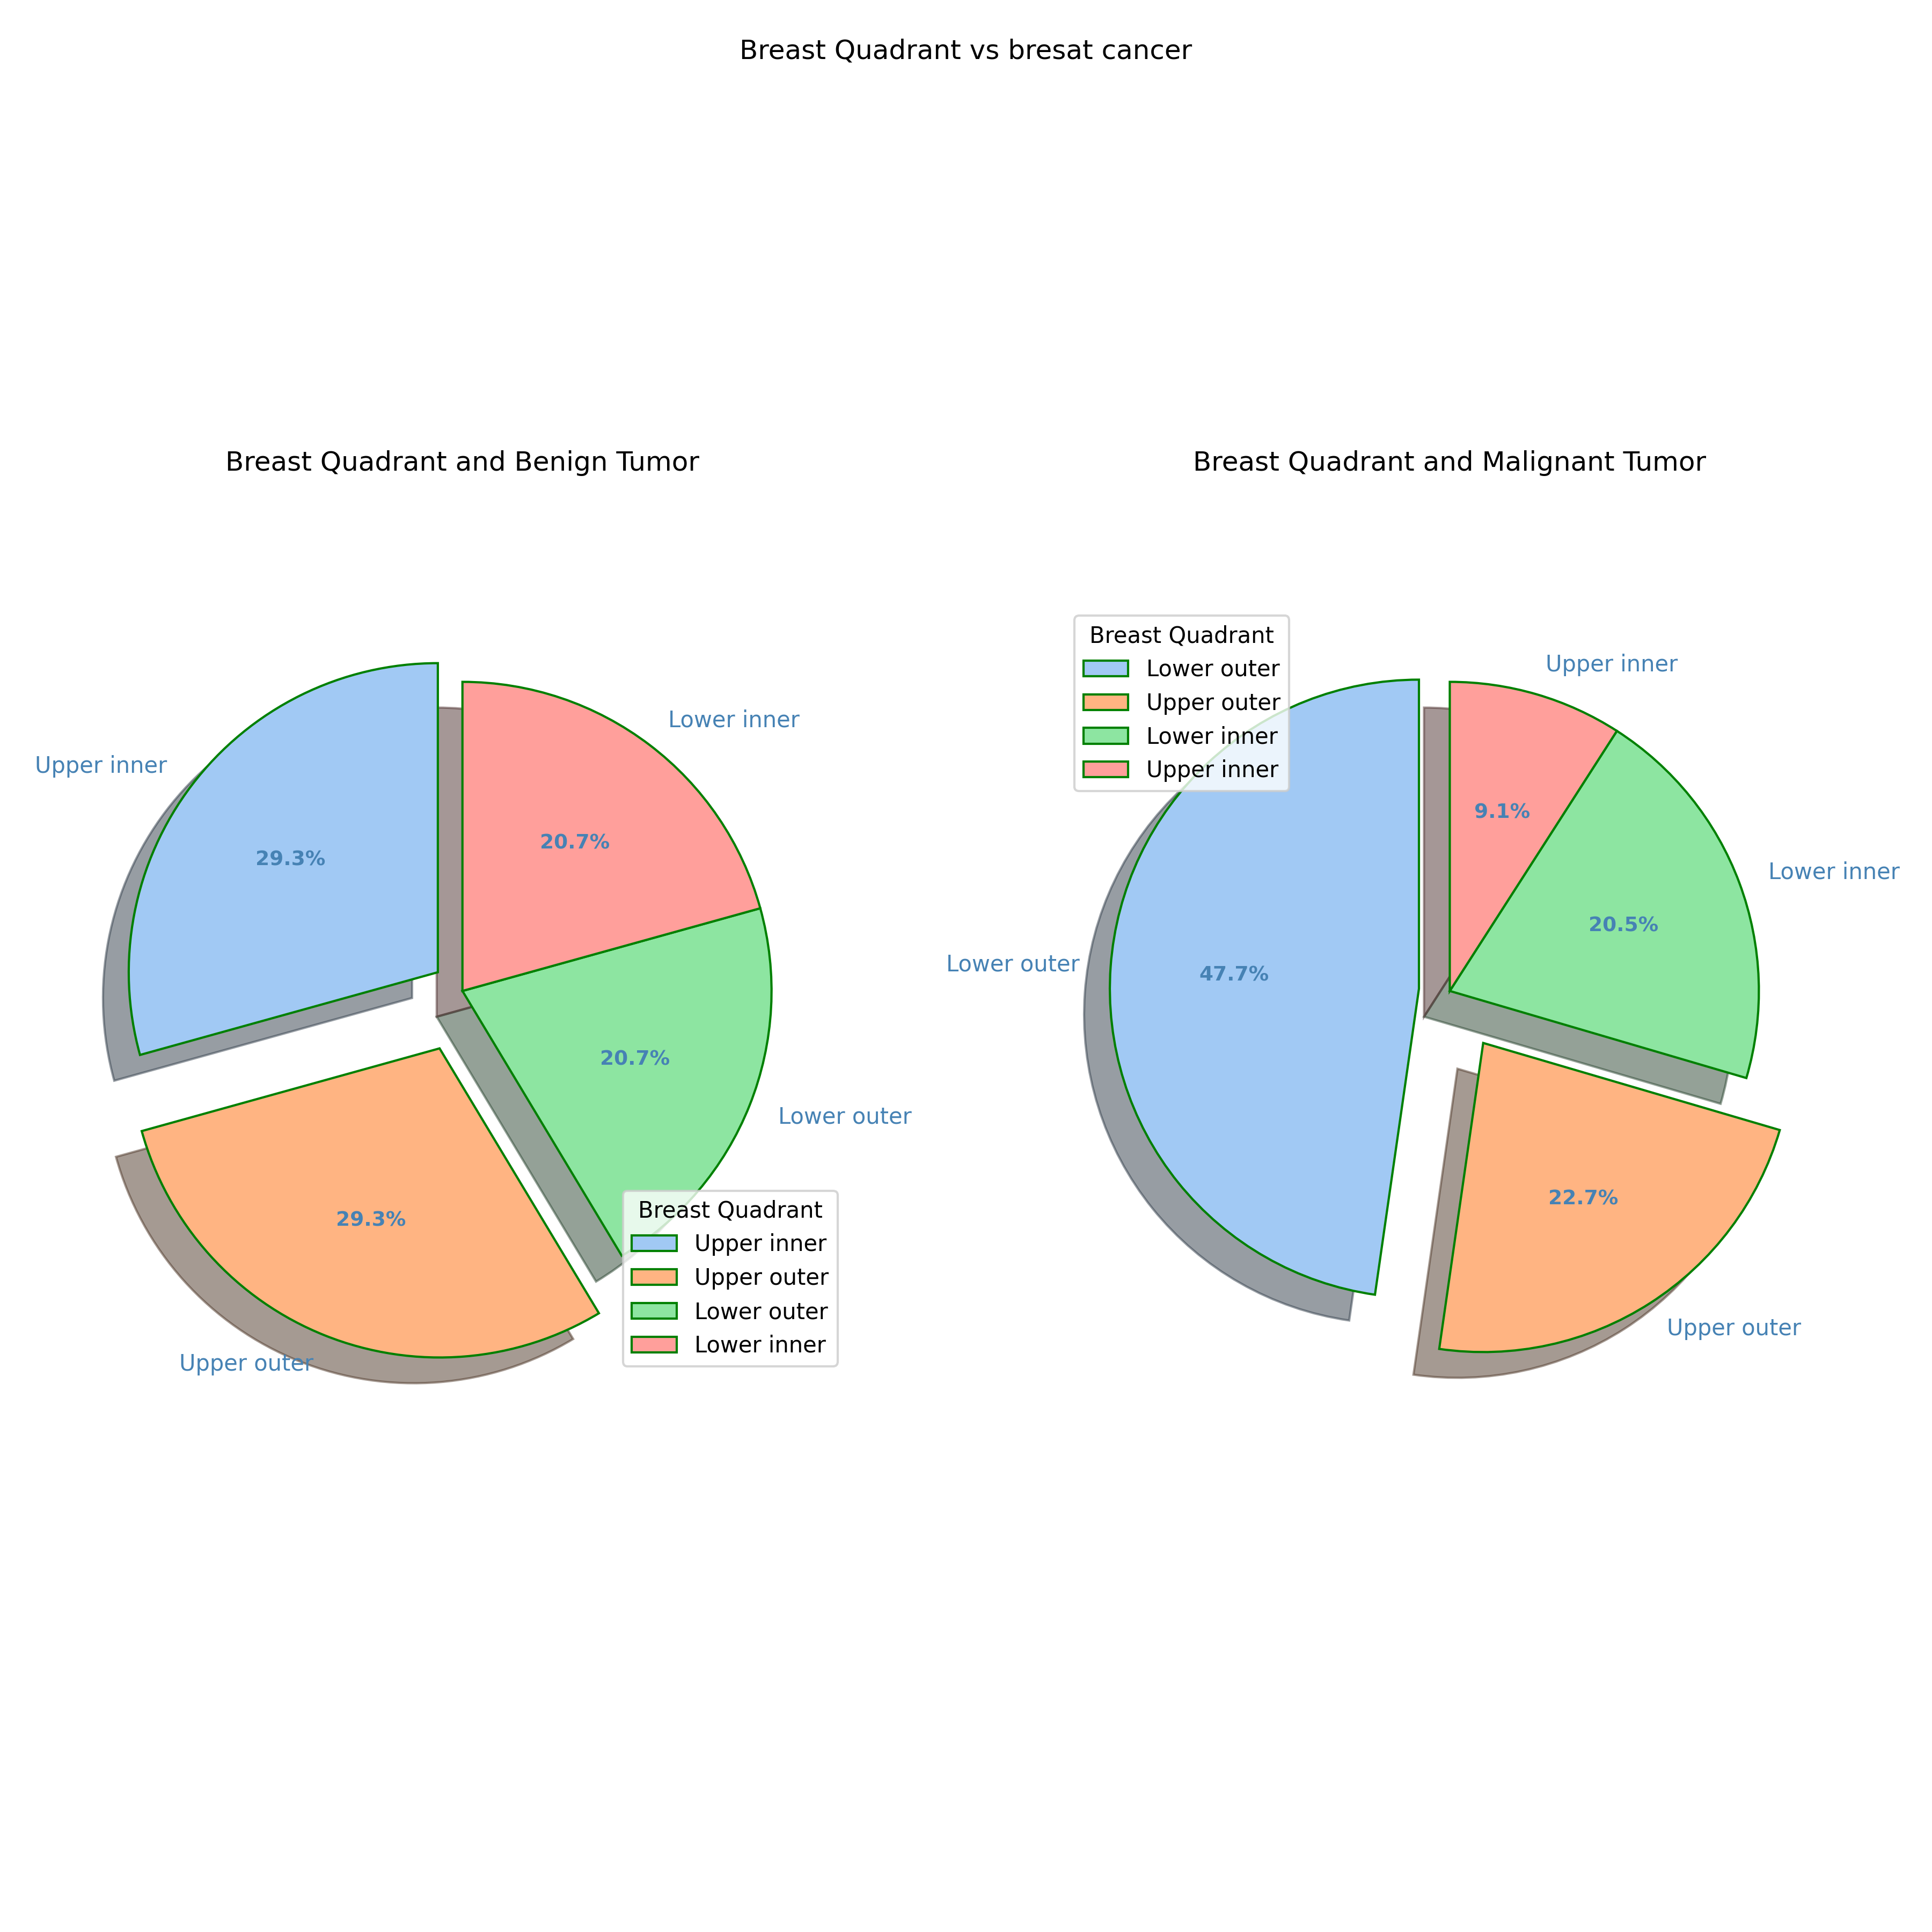 Breast Quadrant vs bresat cancer
Breast Quadrant and Benign Tumor
Upper inner
29.3%
Lower inner
20.7%
20.7%
Lower outer
29.3%
Upper outer
Breast Quadrant
Upper inner
Upper outer
Lower outer
Lower inner
Breast Quadrant and Malignant Tumor
Breast Quadrant
Lower outer
Upper outer
Lower inner
Upper inner
Upper inner
9.1%
Lower inner
20.5%
Lower outer
47.7%
22.7%
Upper outer